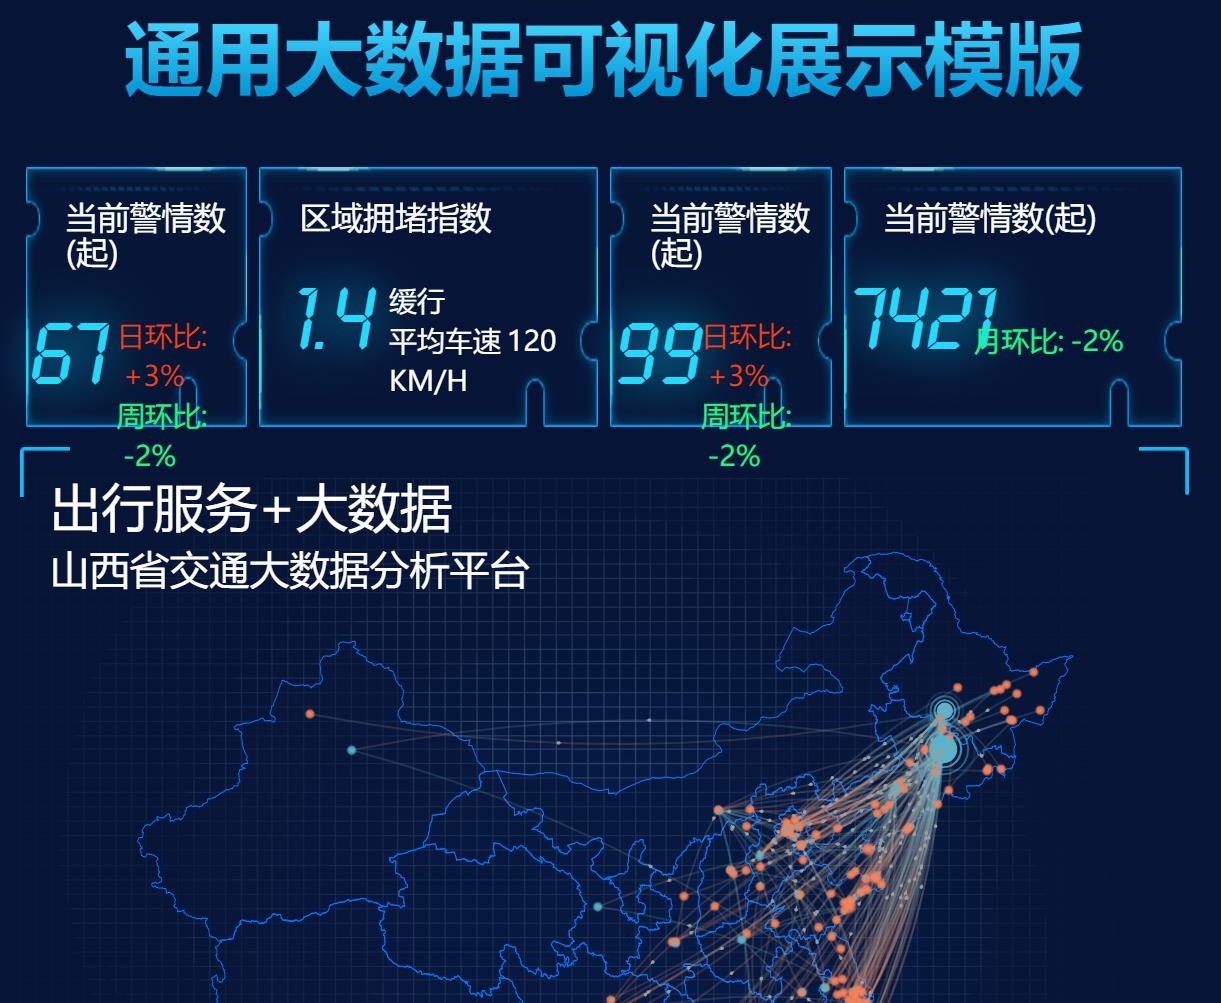 通用大数据可视化展示模版
当前警情数
(起)
67
日环比:
+3%
周环比:
-2%
区域拥堵指数
1.4
缓行
平均车速 120
KM/H
当前警情数
(起)
99
日环比:
+3%
周环比:
-2%
当前警情数(起)
7421
月环比: -2%
出行服务+大数据
山西省交通大数据分析平台